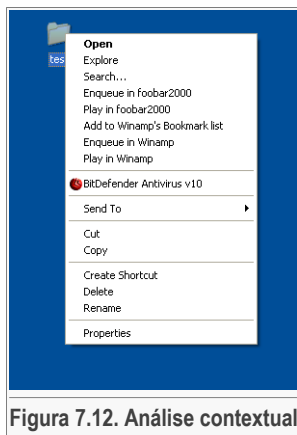 Open
tes
Explore
Search...
Enqueue in foobar2000
Play in foobar2000
Add to Winamp's Bookmark list
Enqueue in Winamp
Play in Winamp
BitDefender Antivirus v10
Send To
Cut
Copy
Create Shortcut
Delete
Rename
Properties
Figura 7.12. Análise contextual